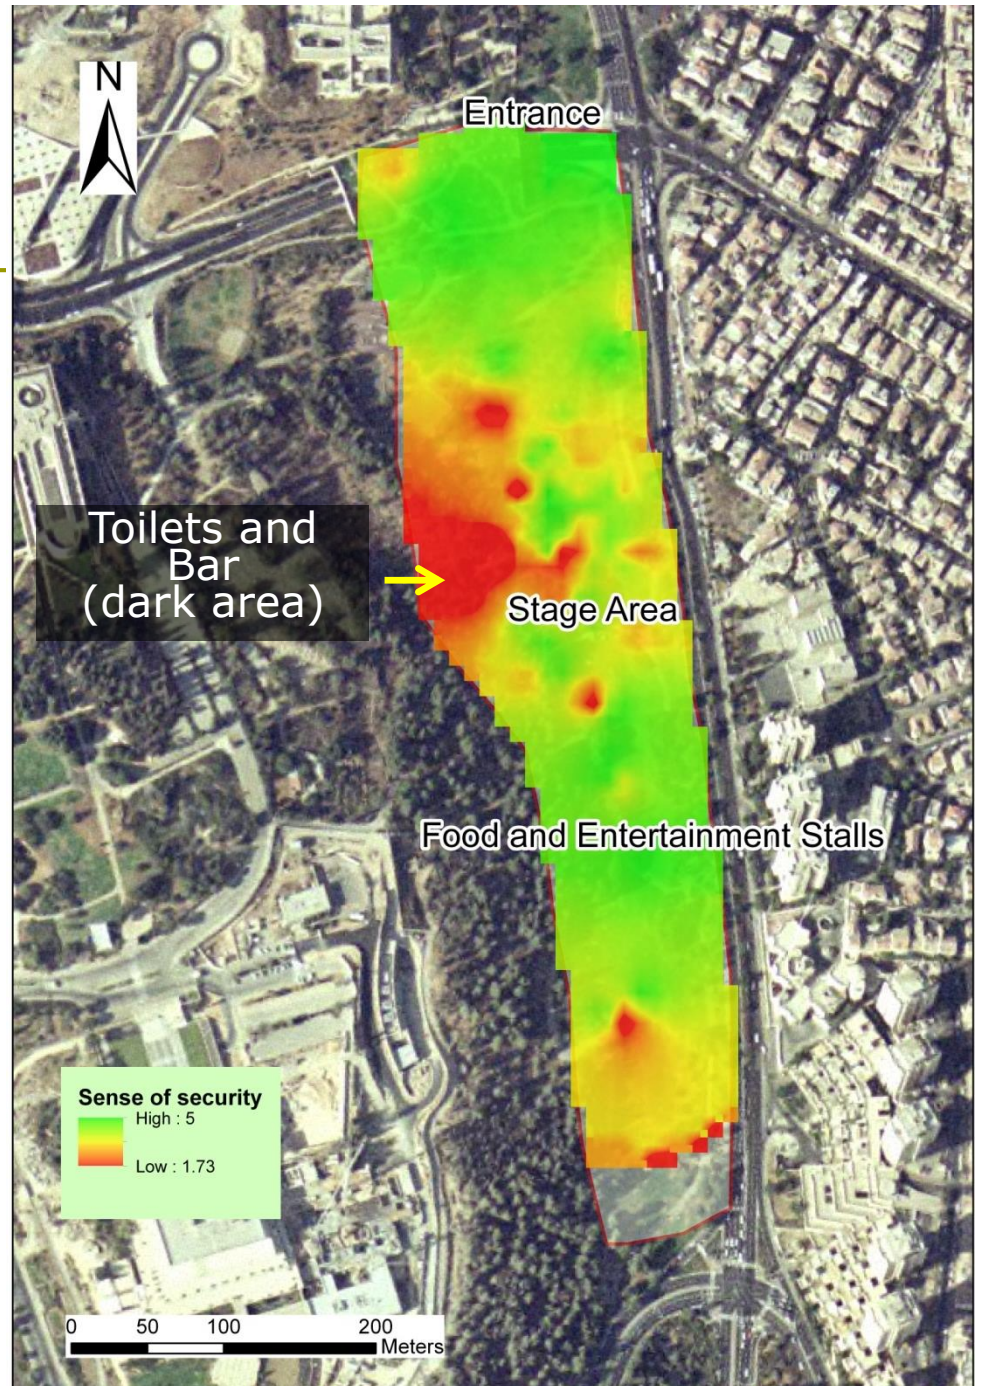 N
Entrance
Toilets and
Bar
(dark area)
Stage Area
Food and Entertainment Stalls
Sense of security
High : 5
Low : 1.73
0 50 100 200
Meters